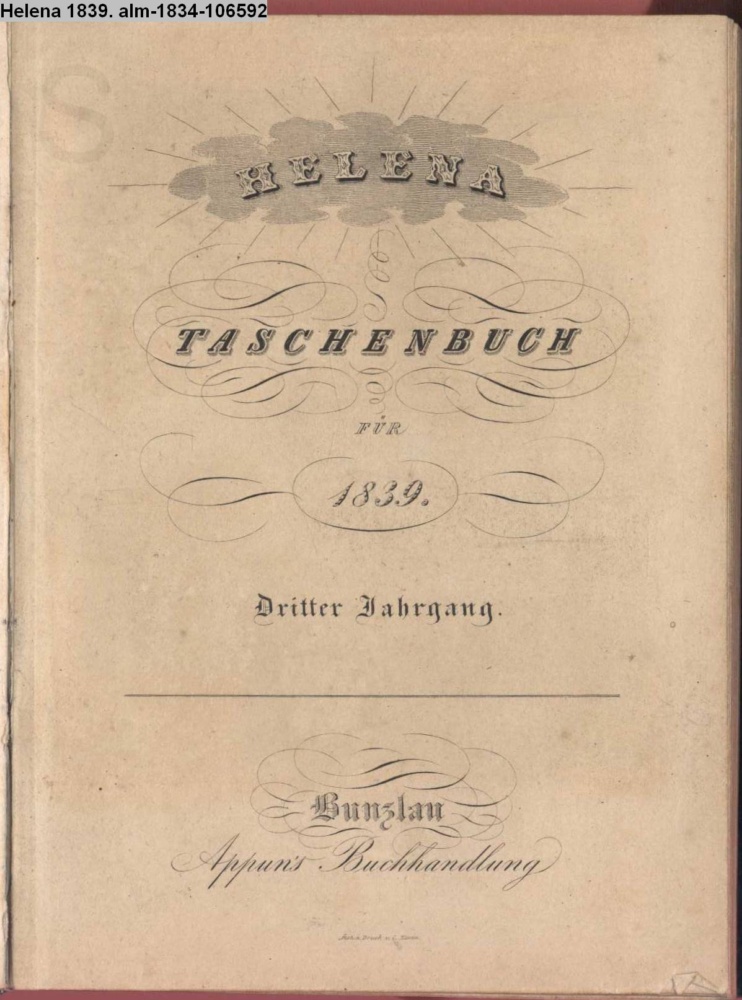 Helena 1839. alm-1834-106592
HELENA
TASCHENBUCH
FÜR
1839.
Dritter Jahrgang.
Bunzlau
Appun's Buchhandlung